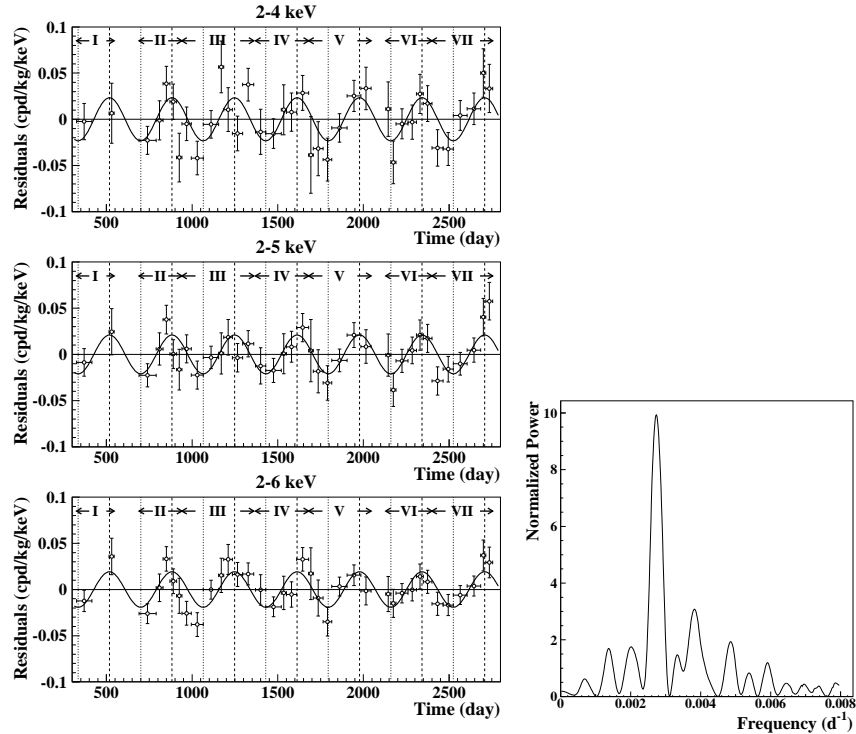 2-4 keV
Residuals (cpd/kg/keV)
0.1
0.05
0
-0.05
-0.1
I II III IV V VI VII
500 1000 1500 2000 2500
Time (day)
2-5 keV
Residuals (cpd/kg/keV)
0.1
0.05
0
-0.05
-0.1
I II III IV V VI VII
500 1000 1500 2000 2500
Time (day)
2-6 keV
Residuals (cpd/kg/keV)
0.1
0.05
0
-0.05
-0.1
I II III IV V VI VII
500 1000 1500 2000 2500
Time (day)
Normalized Power
10
8
6
4
2
0
0 0.002 0.004 0.006 0.008
Frequency (d-1)